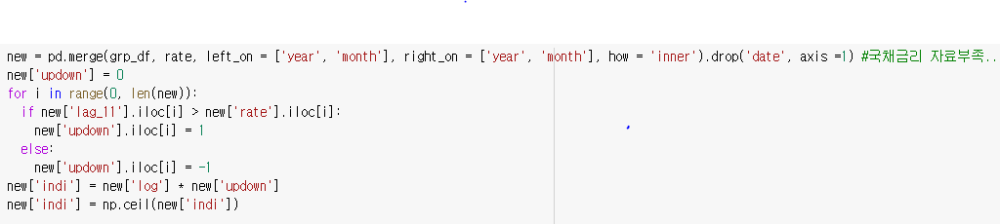 new = pd.merge(grp_df, rate, left_on = ['year', 'month'], right_on = ['year', 'month'], how = 'inner').drop('date', axis =1) #국채금리 자료부족..
new['updown'] = 0
for i in range(0, len(new)):
  if new['lag_11'].iloc[i] > new['rate'].iloc[i]:
    new['updown'].iloc[i] = 1
  else:
    new['updown'].iloc[i] = -1
new['indi'] = new['log'] * new['updown']
new['indi'] = np.ceil(new['indi'])